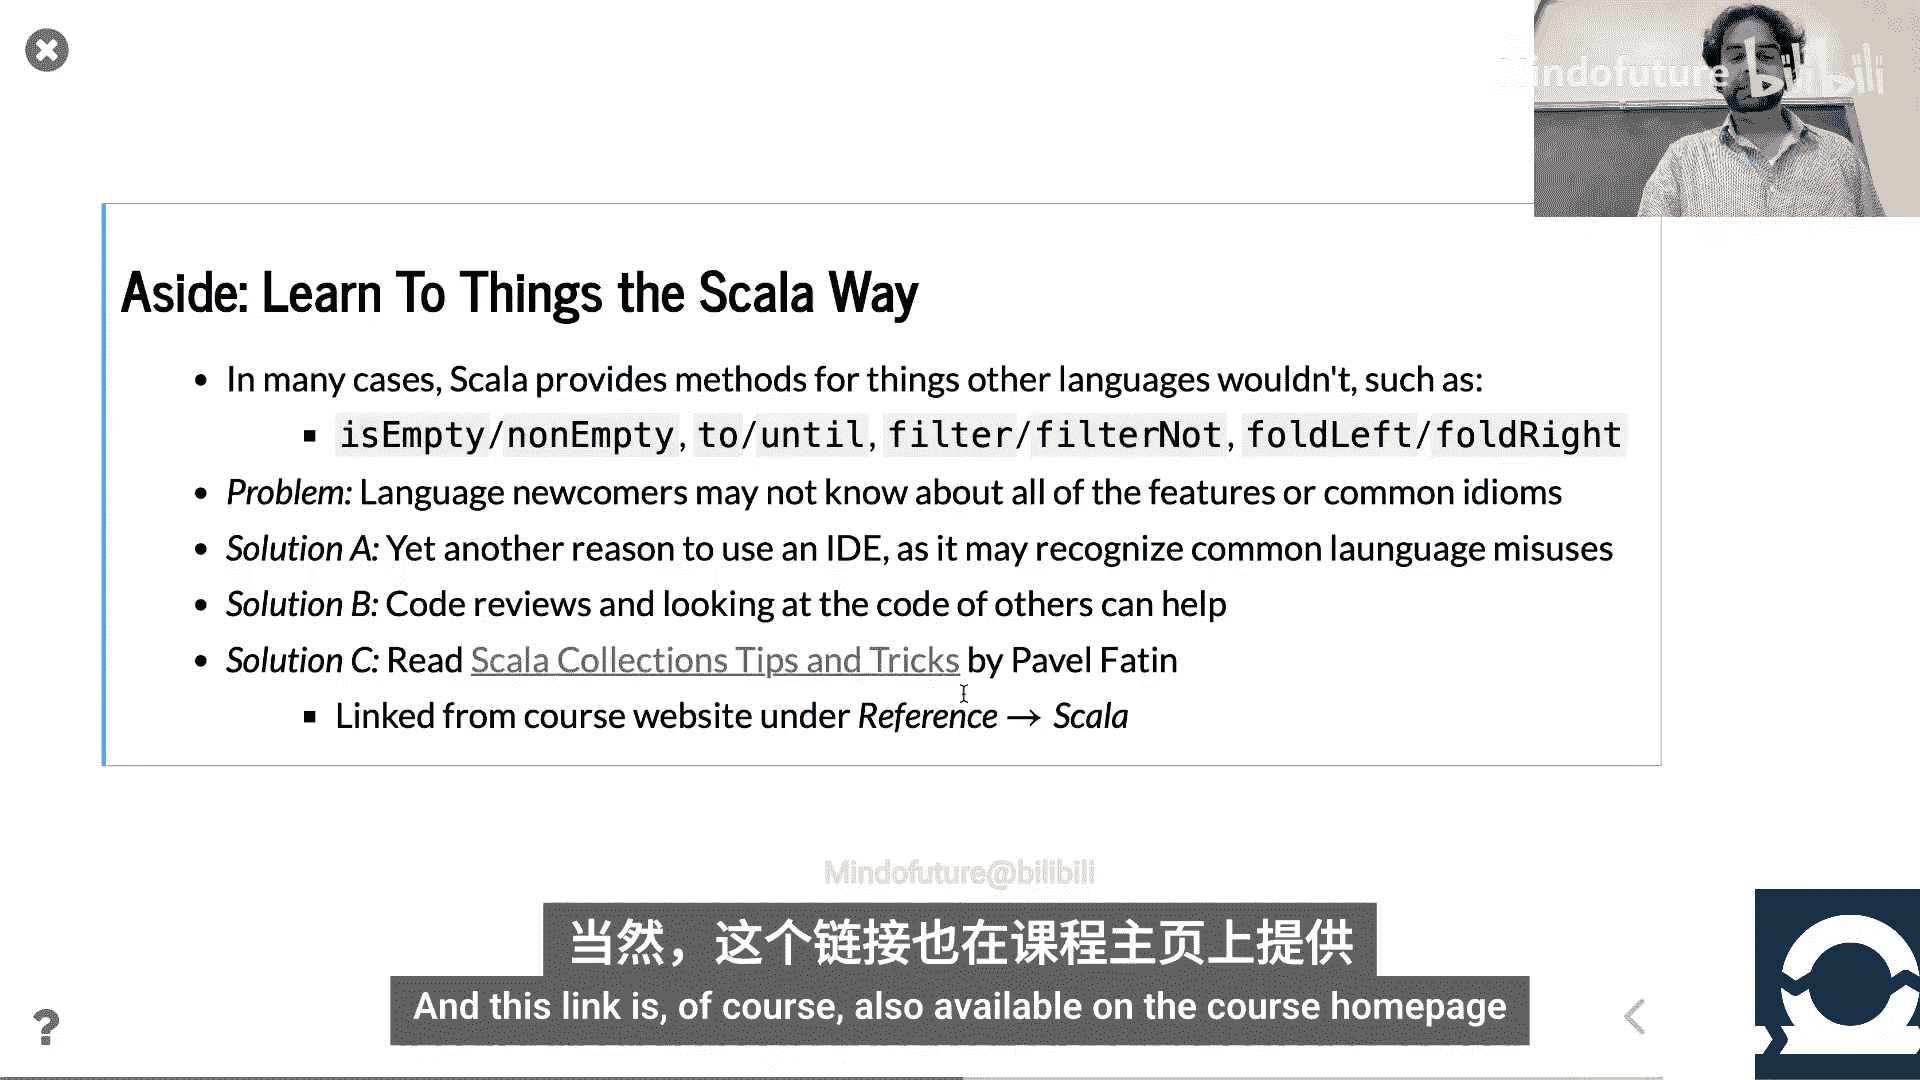 indofuture bilibili
Aside: Learn To Things the Scala Way
• In many cases, Scala provides methods for things other languages wouldn't, such as:
▪ isEmpty/nonEmpty, to/until, filter/filterNot, foldLeft/foldRight
• Problem: Language newcomers may not know about all of the features or common idioms
• Solution A: Yet another reason to use an IDE, as it may recognize common launguage misuses
• Solution B: Code reviews and looking at the code of others can help
• Solution C: Read Scala Collections Tips and Tricks by Pavel Fatin
▪ Linked from course website under Reference → Scala
Mindofuture@bilibili
当然，这个链接也在课程主页上提供
And this link is, of course, also available on the course homepage
?